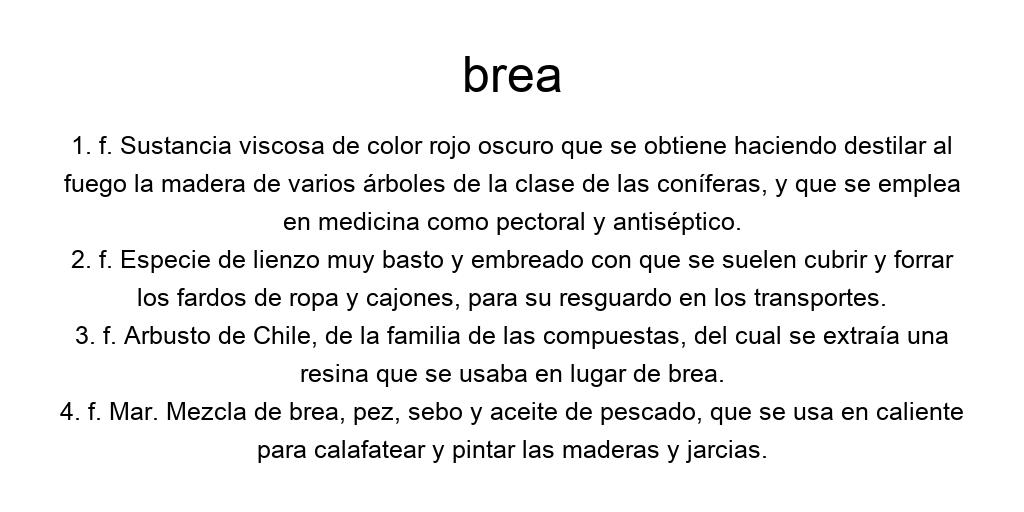 brea
1. f. Sustancia viscosa de color rojo oscuro que se obtiene haciendo destilar al
fuego la madera de varios árboles de la clase de las coníferas, y que se emplea
en medicina como pectoral y antiséptico.
2. f. Especie de lienzo muy basto y embreado con que se suelen cubrir y forrar
los fardos de ropa y cajones, para su resguardo en los transportes.
3. f. Arbusto de Chile, de la familia de las compuestas, del cual se extraía una
resina que se usaba en lugar de brea.
4. f. Mar. Mezcla de brea, pez, sebo y aceite de pescado, que se usa en caliente
para calafatear y pintar las maderas y jarcias.